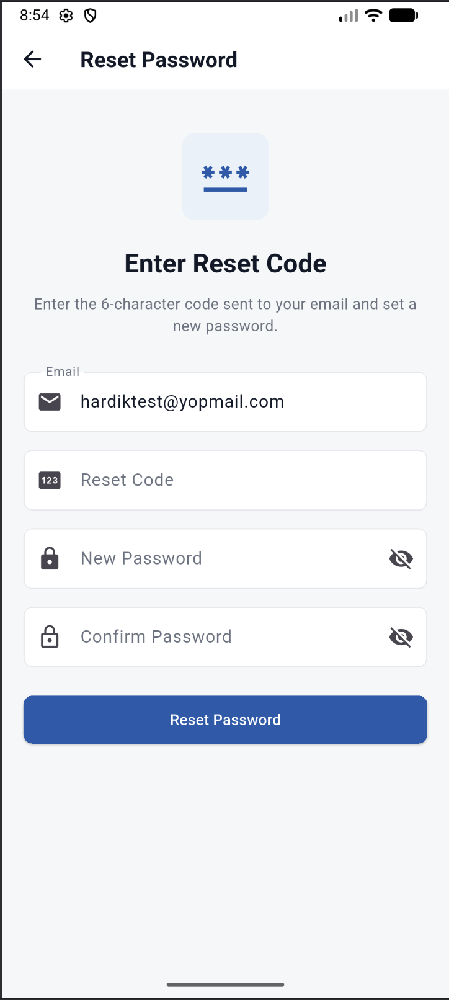 8:54
Reset Password
***
Enter Reset Code
Enter the 6-character code sent to your email and set a
new password.
Email
hardiktest@yopmail.com
123
Reset Code
New Password
Confirm Password
Reset Password